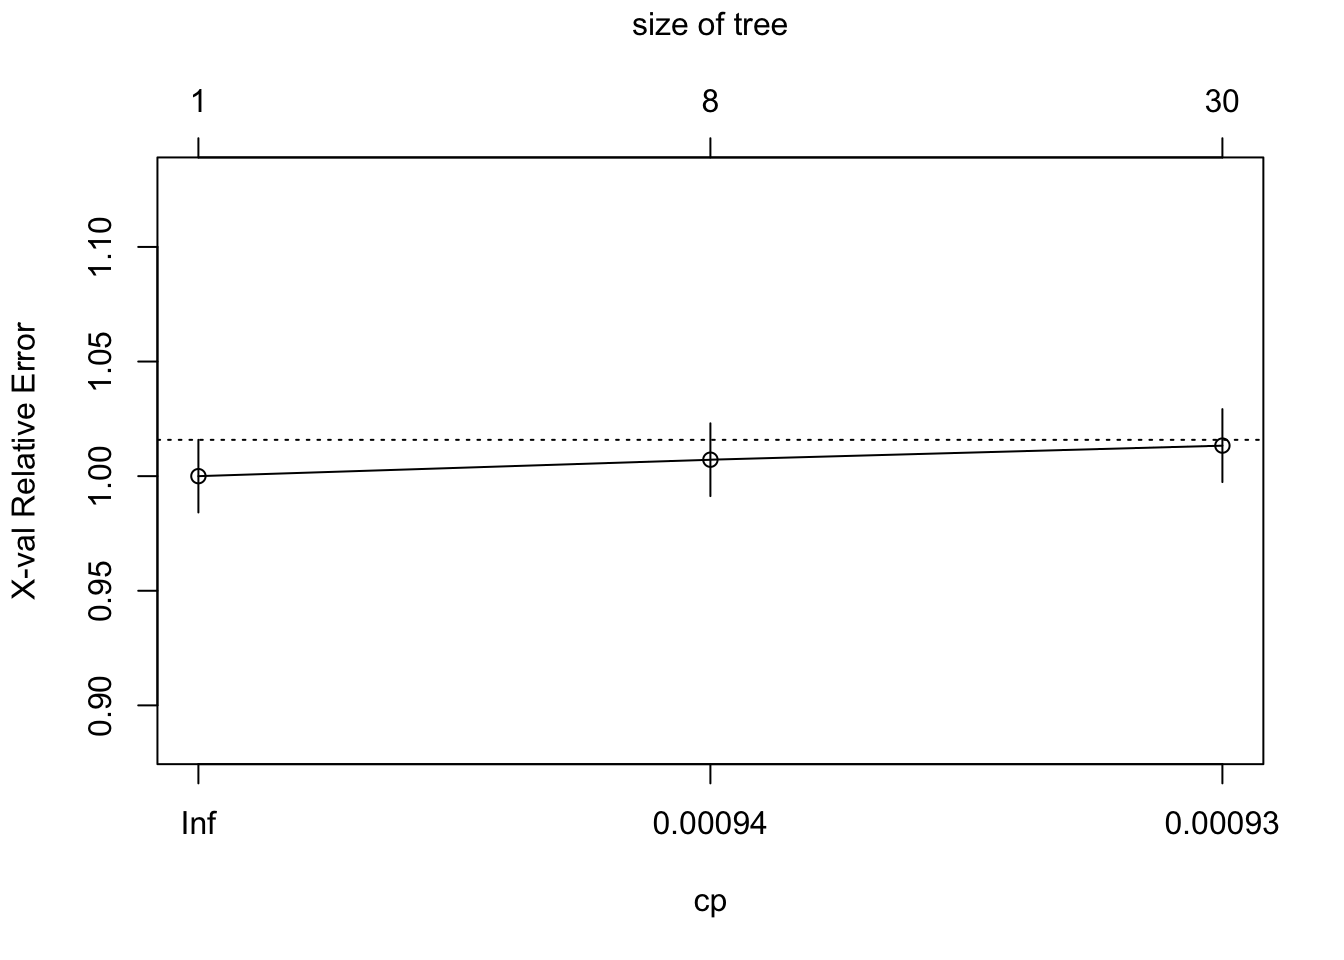 size of tree
1 8 30
X-val Relative Error
1.10
1.05
1.00
0.95
0.90
Inf 0.00094 0.00093
cp